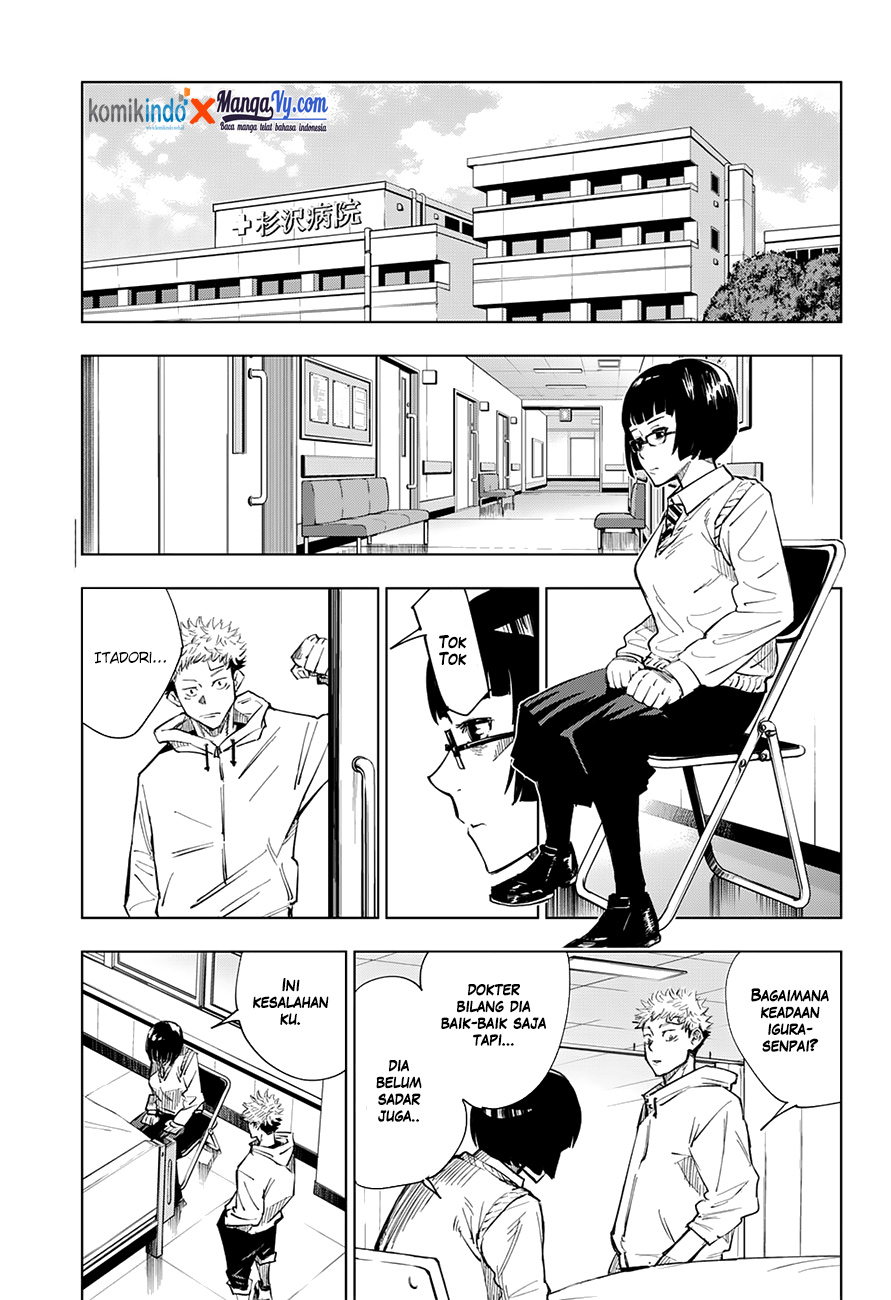 komikindo X MangaVy.com
Baca manga telat bahasa indonesia
杉沢病院
TOK
TOK
ITADORI...
BAGAIMANA
KEADAAN
IGURA-
SENPAI?
DOKTER
BILANG DIA
BAIK-BAIK SAJA
TAPI...
DIA
BELUM
SADAR
JUGA..
INI
KESALAHAN
KU.